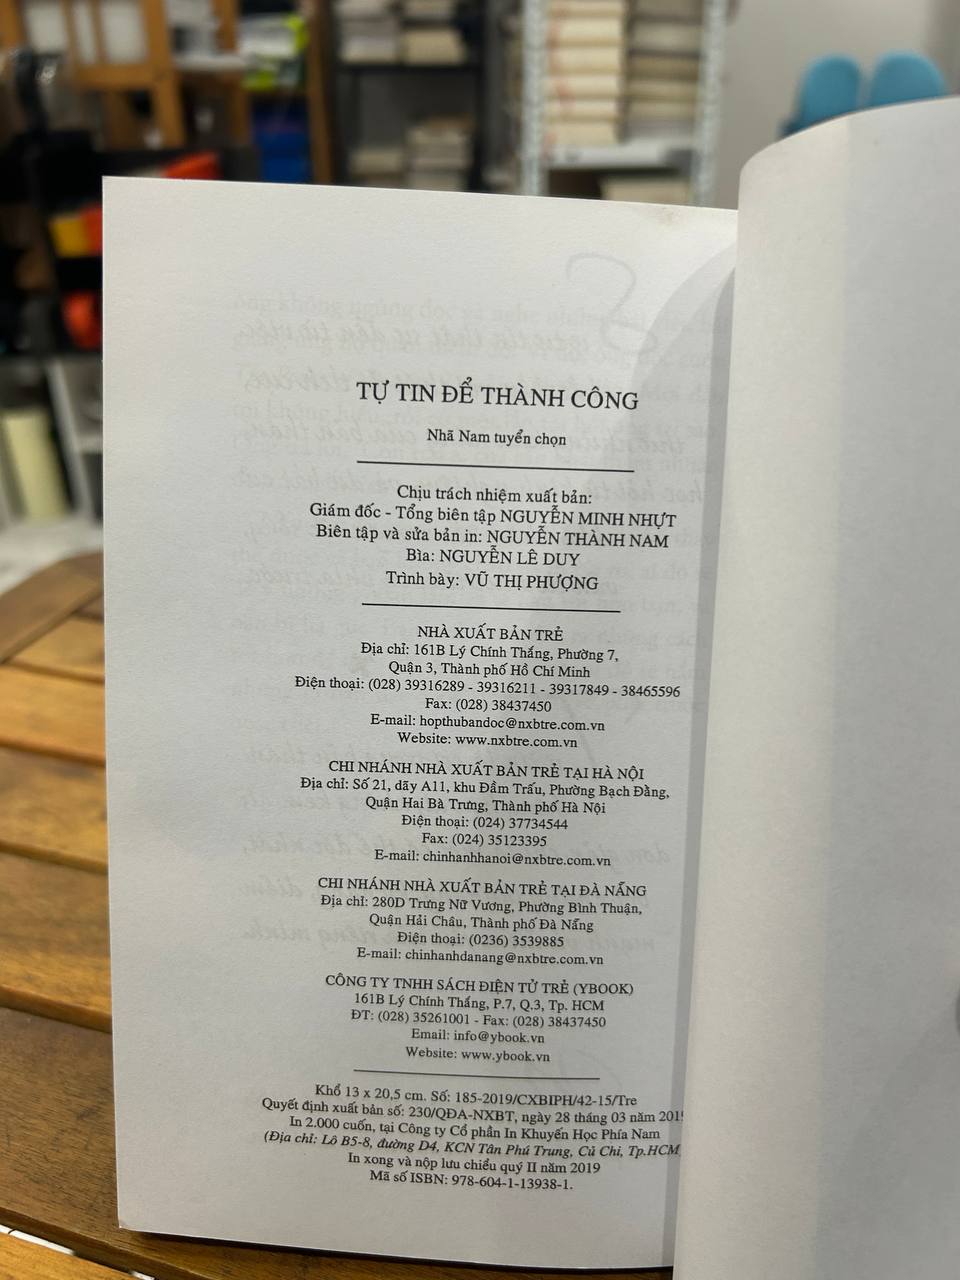 TỰ TIN ĐỂ THÀNH CÔNG
Nhã Nam tuyển chọn
Chịu trách nhiệm xuất bản:
Giám đốc - Tổng biên tập NGUYỄN MINH NHỰT
Biên tập và sửa bản in: NGUYỄN THÀNH NAM
Bìa: NGUYỄN LÊ DUY
Trình bày: VŨ THỊ PHƯỢNG
NHÀ XUẤT BẢN TRẺ
Địa chỉ: 161B Lý Chính Thắng, Phường 7,
Quận 3, Thành phố Hồ Chí Minh
Điện thoại: (028) 39316289 - 39316211 - 39317849 - 38465596
Fax: (028) 38437450
E-mail: hopthubandoc@nxbtre.com.vn
Website: www.nxbtre.com.vn
CHI NHÁNH NHÀ XUẤT BẢN TRẺ TẠI HÀ NỘI
Địa chỉ: Số 21, dãy A11, khu Đầm Trấu, Phường Bạch Đằng,
Quận Hai Bà Trưng, Thành phố Hà Nội
Điện thoại: (024) 37734544
Fax: (024) 35123395
E-mail: chinhanhhanoi@nxbtre.com.vn
CHI NHÁNH NHÀ XUẤT BẢN TRẺ TẠI ĐÀ NẴNG
Địa chỉ: 280D Trưng Nữ Vương, Phường Bình Thuận,
Quận Hải Châu, Thành phố Đà Nẵng
Điện thoại: (0236) 3539885
E-mail: chinhanhdanang@nxbtre.com.vn
CÔNG TY TNHH SÁCH ĐIỆN TỬ TRẺ (YBOOK)
161B Lý Chính Thắng, P.7, Q.3, Tp. HCM
ĐT: (028) 35261001 - Fax: (028) 38437450
Email: info@ybook.vn
Website: www.ybook.vn
Khổ 13 x 20,5 cm. Số: 185-2019/CXBIPH/42-15/Tre
Quyết định xuất bản số: 230/QĐA-NXBT, ngày 28 tháng 03 năm 201
In 2.000 cuốn, tại Công ty Cổ phần In Khuyến Học Phía Nam
(Địa chỉ: Lô B5-8, đường D4, KCN Tân Phú Trung, Củ Chi, Tp.HCM
In xong và nộp lưu chiểu quý II năm 2019
Mã số ISBN: 978-604-1-13938-1.